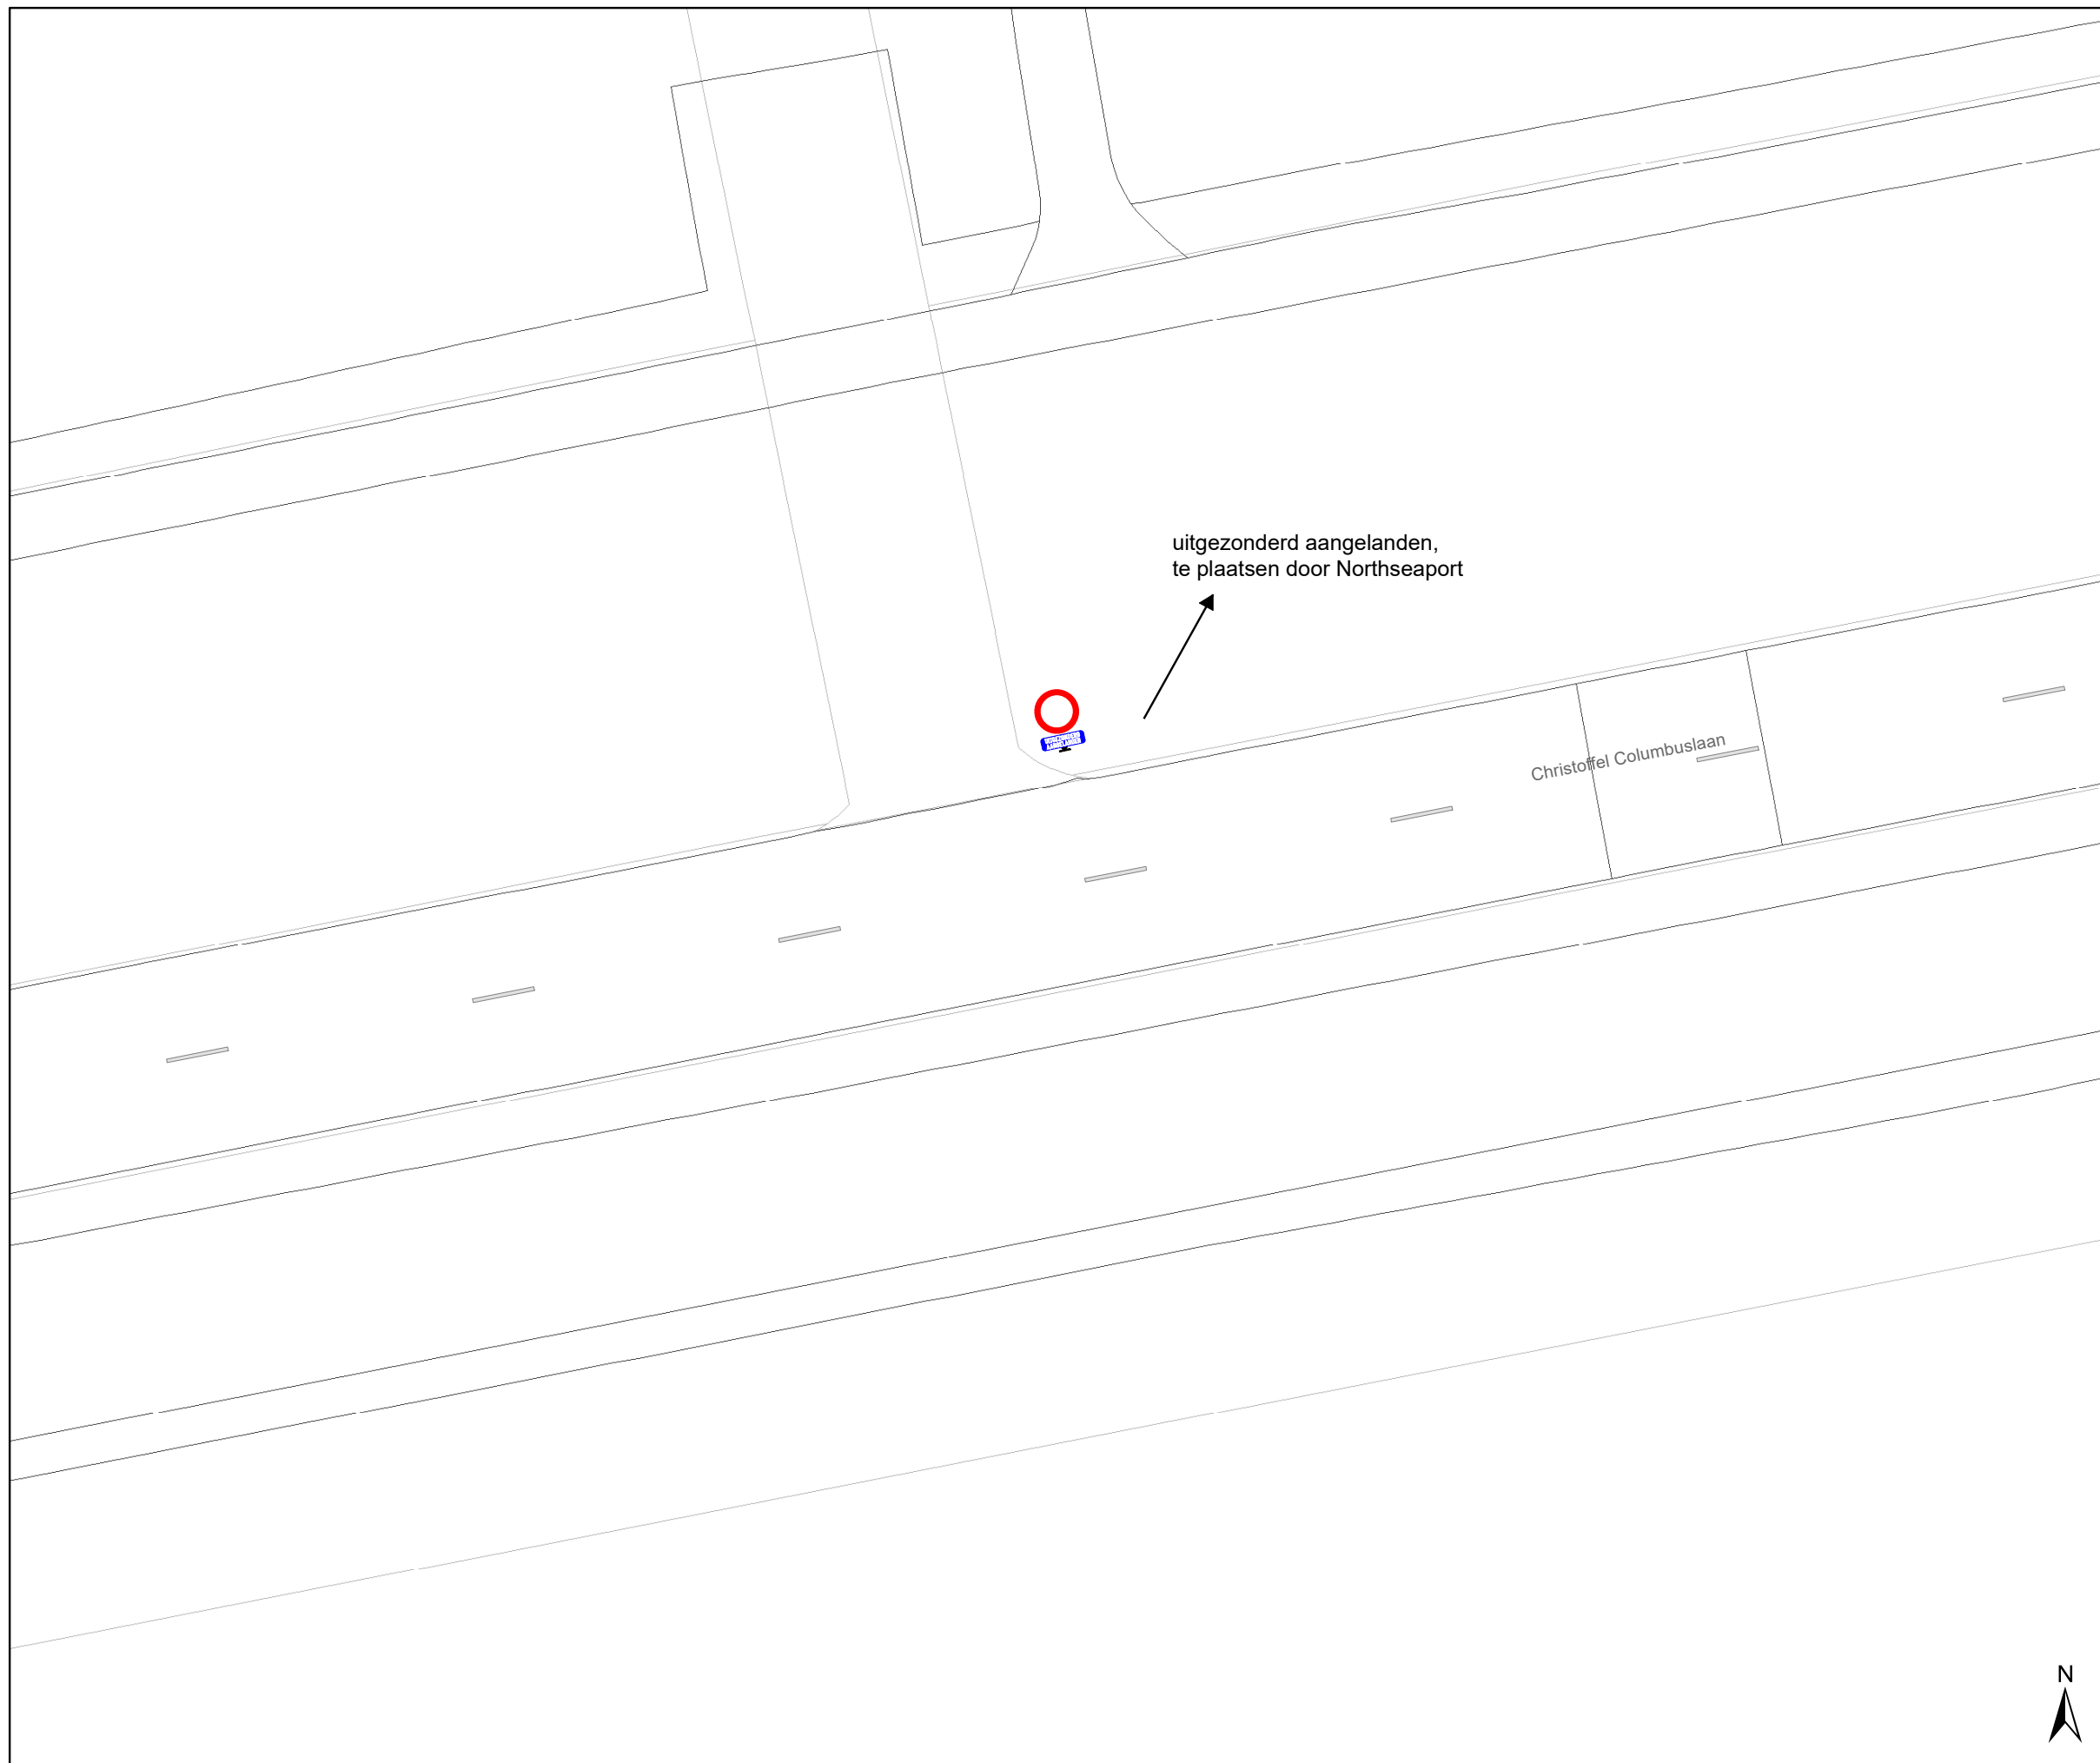 uitgezonderd aangelanden,
te plaatsen door Northseaport
Christoffel Columbuslaan
N